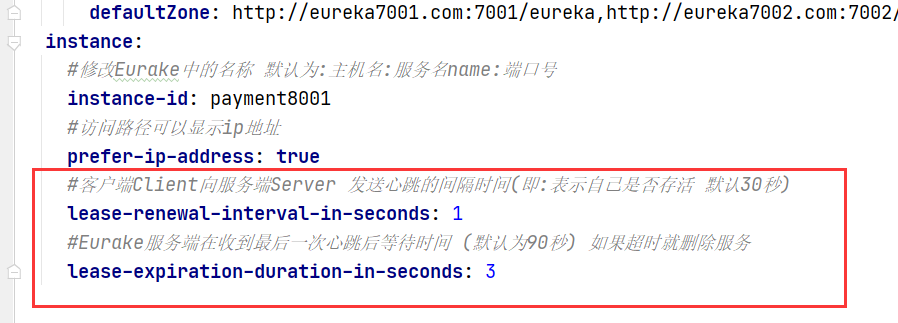 defaultZone: http://eureka7001.com:7001/eureka,http://eureka7002.com:7002/
instance:
#修改Eurake中的名称 默认为:主机名:服务名name:端口号
instance-id: payment8001
#访问路径可以显示ip地址
prefer-ip-address: true
#客户端Client向服务端Server 发送心跳的间隔时间(即:表示自己是否存活 默认30秒)
lease-renewal-interval-in-seconds: 1
#Eurake服务端在收到最后一次心跳后等待时间 (默认为90秒) 如果超时就删除服务
lease-expiration-duration-in-seconds: 3